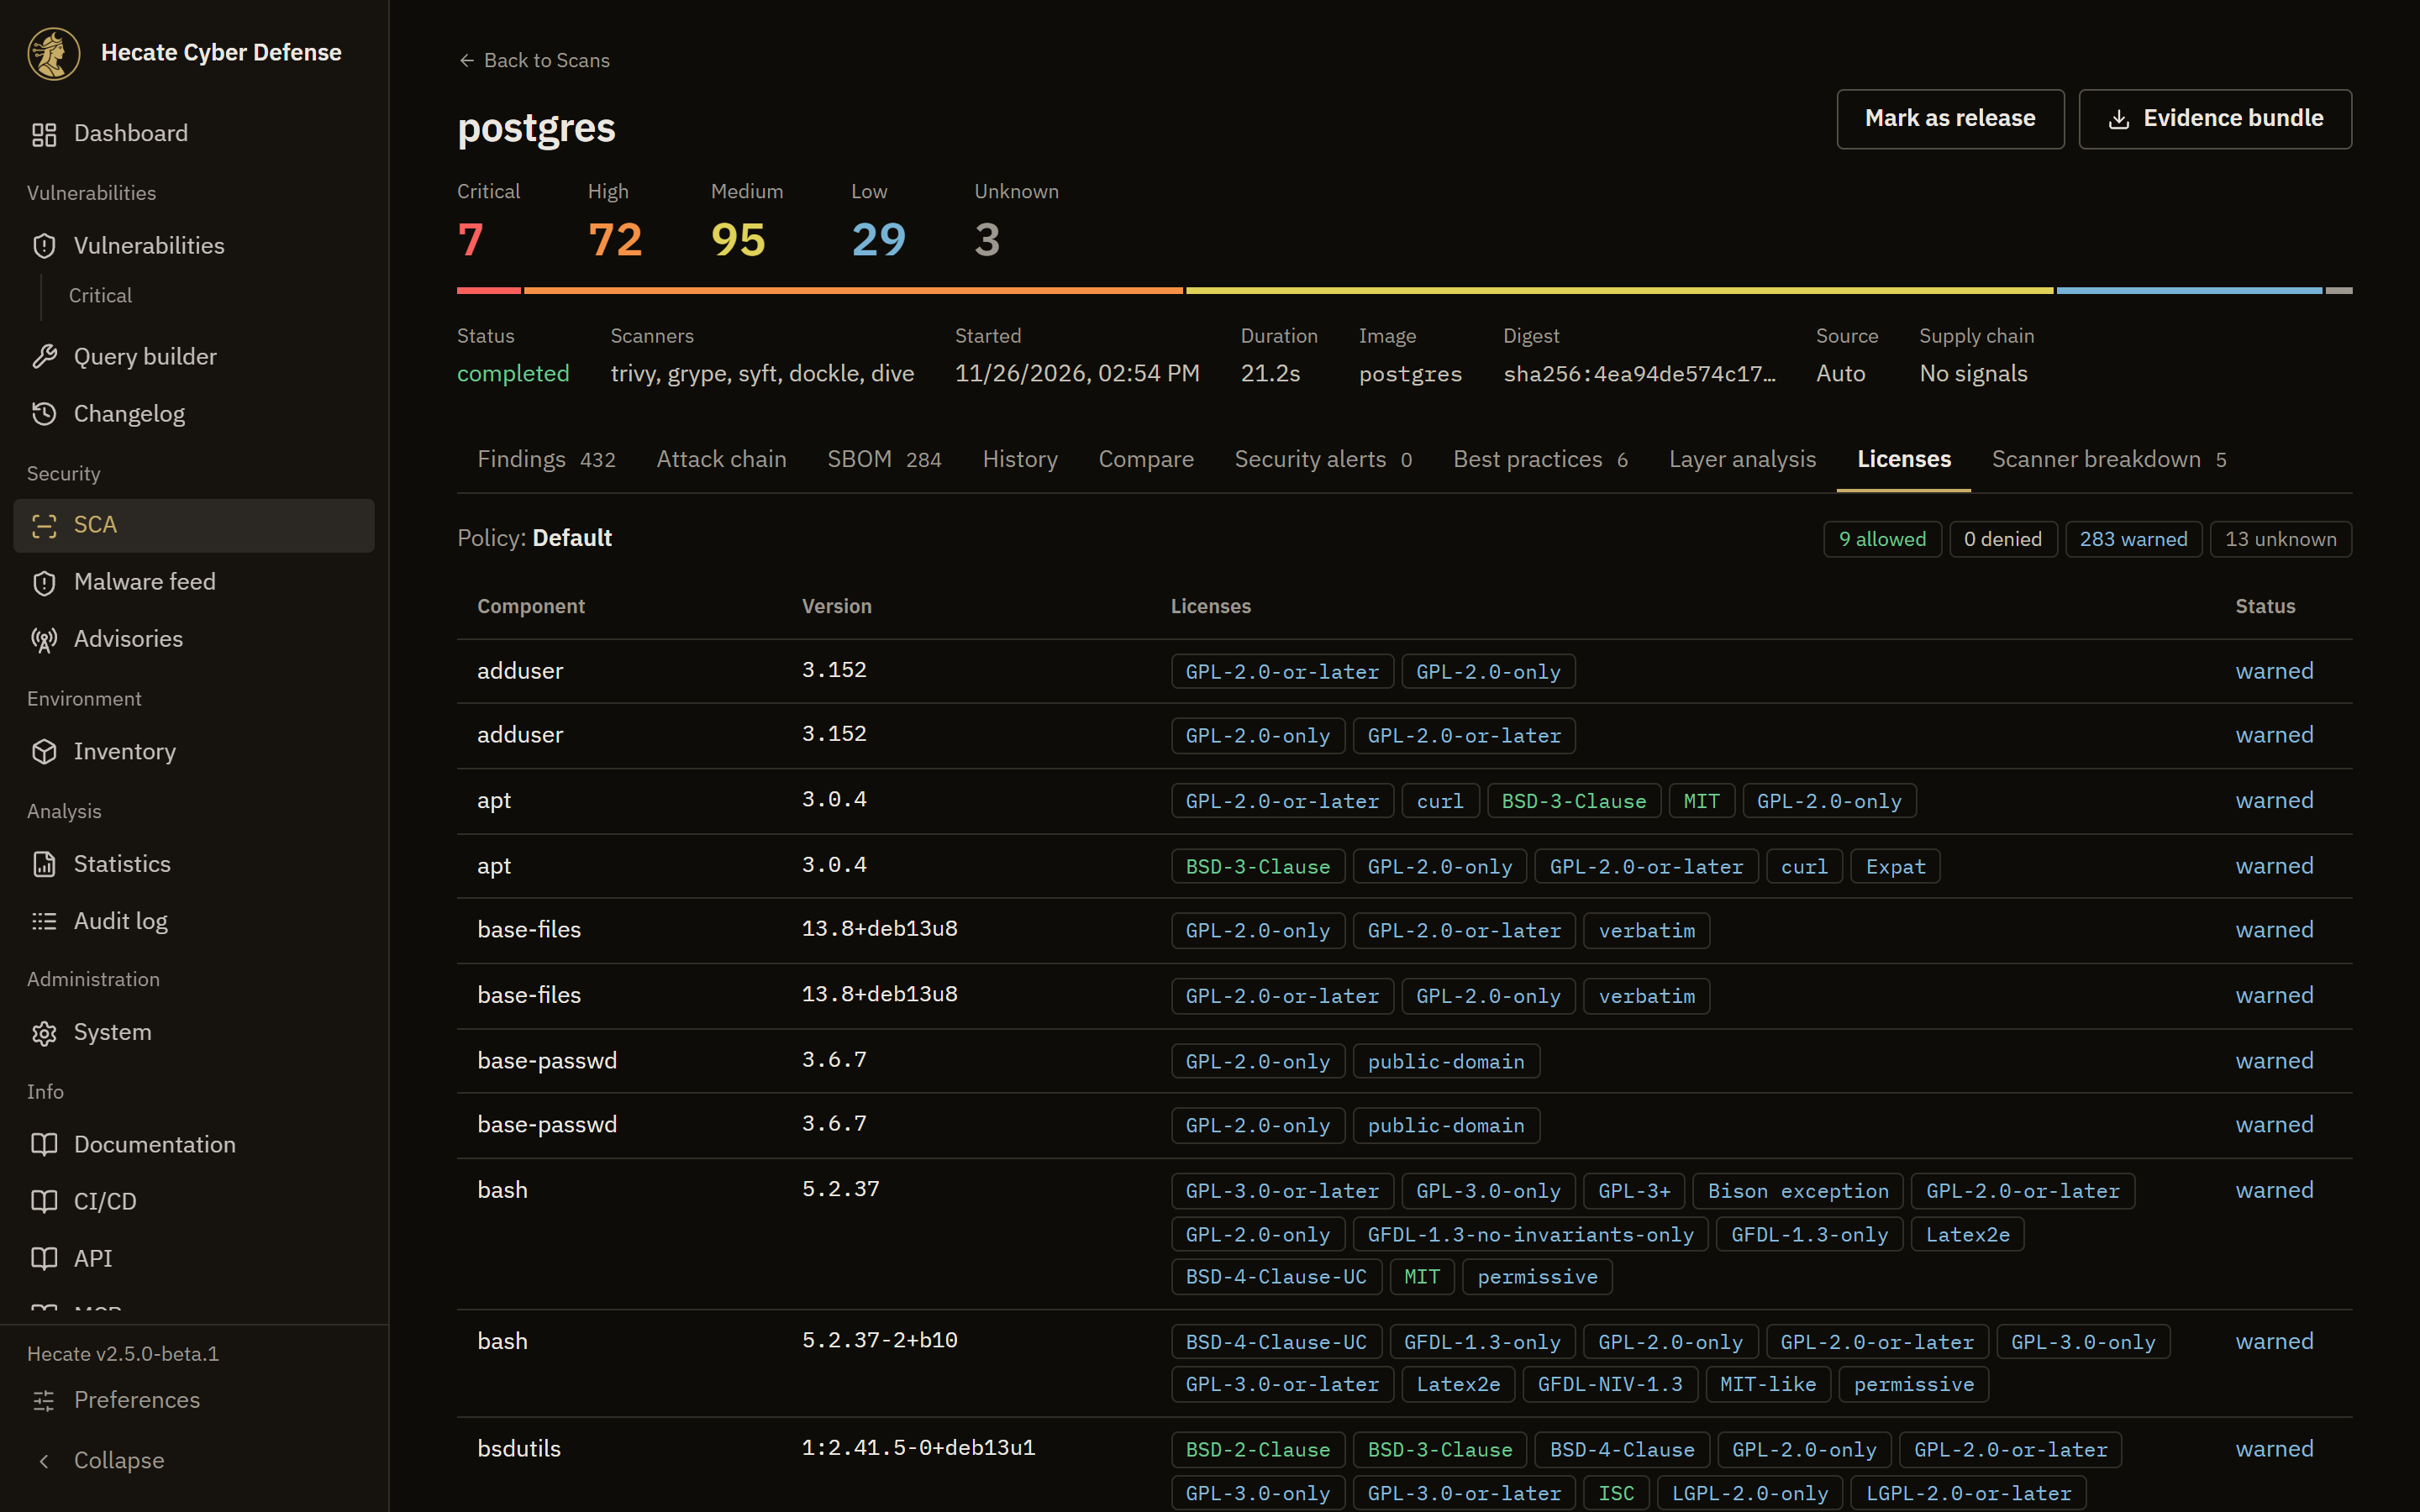 Hecate Cyber Defense
Dashboard
Vulnerabilities
Vulnerabilities
Critical
Query builder
Changelog
Security
SCA
Malware feed
Advisories
Environment
Inventory
Analysis
Statistics
Audit log
Administration
System
Info
Documentation
CI/CD
API
Hecate v2.5.0-beta.1
Preferences
Collapse
Back to Scans
postgres
Mark as release
Evidence bundle
Critical High Medium Low Unknown
7 72 95 29 3
Status Scanners Started Duration Image Digest Source Supply chain
completed trivy, grype, syft, dockle, dive 11/26/2026, 02:54 PM 21.2s postgres sha256:4ea94de574c17… Auto No signals
Findings 432 Attack chain SBOM 284 History Compare Security alerts 0 Best practices 6 Layer analysis Licenses Scanner breakdown 5
Policy: Default 9 allowed 0 denied 283 warned 13 unknown
Component Version Licenses Status
adduser 3.152 GPL-2.0-or-later GPL-2.0-only warned
adduser 3.152 GPL-2.0-only GPL-2.0-or-later warned
apt 3.0.4 GPL-2.0-or-later curl BSD-3-Clause MIT GPL-2.0-only warned
apt 3.0.4 BSD-3-Clause GPL-2.0-only GPL-2.0-or-later curl Expat warned
base-files 13.8+deb13u8 GPL-2.0-only GPL-2.0-or-later verbatim warned
base-files 13.8+deb13u8 GPL-2.0-or-later GPL-2.0-only verbatim warned
base-passwd 3.6.7 GPL-2.0-only public-domain warned
base-passwd 3.6.7 GPL-2.0-only public-domain warned
bash 5.2.37 GPL-3.0-or-later GPL-3.0-only GPL-3+ Bison exception GPL-2.0-or-later warned
GPL-2.0-only GFDL-1.3-no-invariants-only GFDL-1.3-only Latex2e
BSD-4-Clause-UC MIT permissive
bash 5.2.37-2+b10 BSD-4-Clause-UC GFDL-1.3-only GPL-2.0-only GPL-2.0-or-later GPL-3.0-only warned
GPL-3.0-or-later Latex2e GFDL-NIV-1.3 MIT-like permissive
bsdutils 1:2.41.5-0+deb13u1 BSD-2-Clause BSD-3-Clause BSD-4-Clause GPL-2.0-only GPL-2.0-or-later warned
GPL-3.0-only GPL-3.0-or-later ISC LGPL-2.0-only LGPL-2.0-or-later